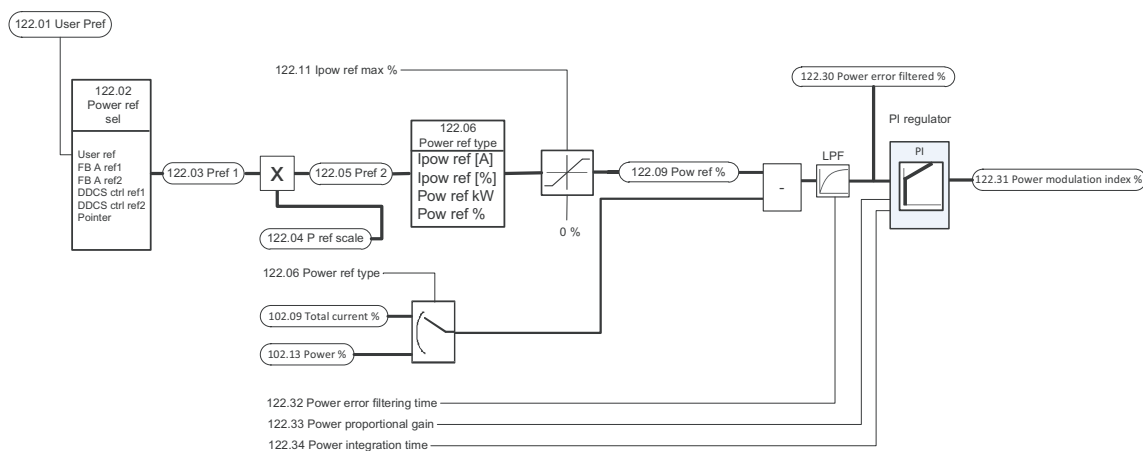 122.01 User Pref
122.02
Power ref
sel
User ref
FB A ref1
FB A ref2
DDCS ctrl ref1
DDCS ctrl ref2
Pointer
122.03 Pref 1
X
122.04 P ref scale
122.05 Pref 2
122.06
Power ref type
Ipow ref [A]
Ipow ref [%]
Pow ref kW
Pow ref %
122.11 Ipow ref max %
0 %
122.09 Pow ref %
122.06 Power ref type
102.09 Total current %
102.13 Power %
-
LPF
122.30 Power error filtered %
PI regulator
PI
122.31 Power modulation index %
122.32 Power error filtering time
122.33 Power proportional gain
122.34 Power integration time